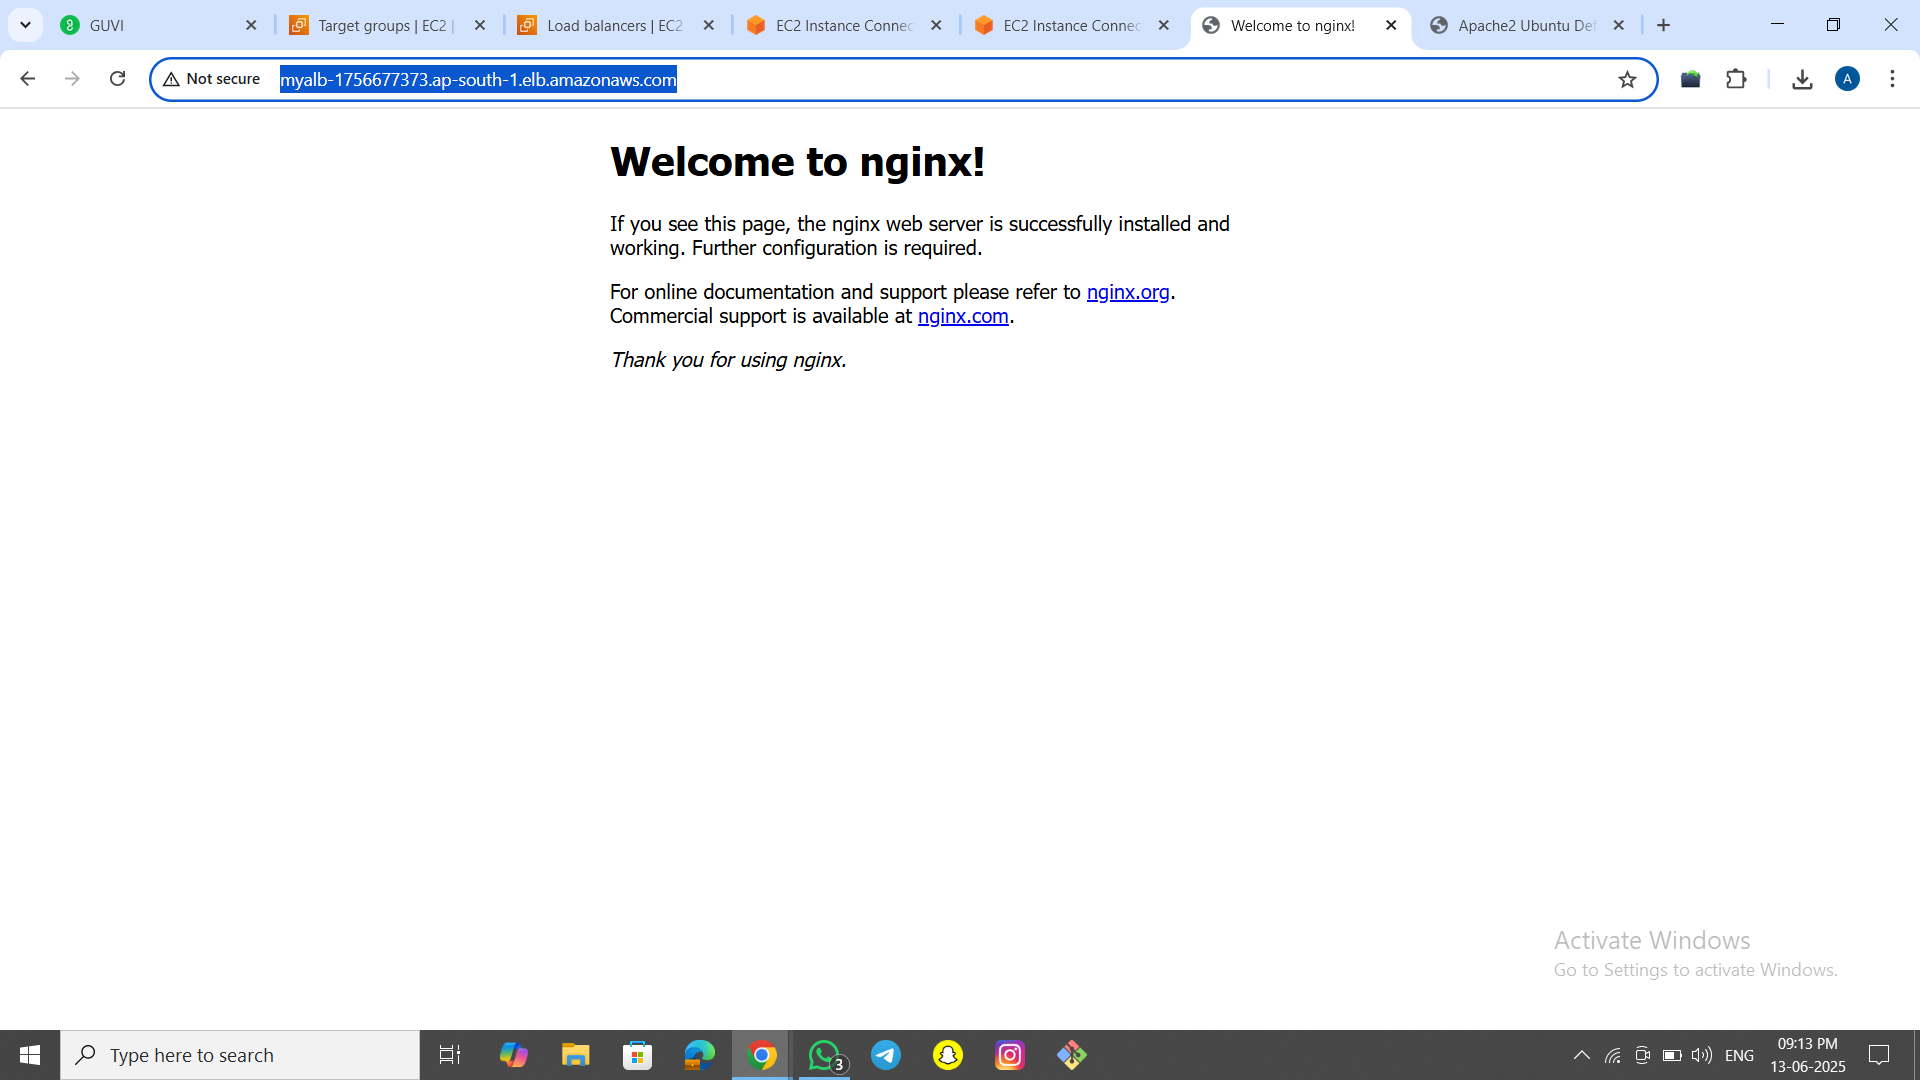 GUVI
Target groups | EC2 |
Load balancers | EC2
EC2 Instance Connec
EC2 Instance Connec
Welcome to nginx!
Apache2 Ubuntu Def
Not secure
myalb-1756677373.ap-south-1.elb.amazonaws.com
A
Welcome to nginx!
If you see this page, the nginx web server is successfully installed and
working. Further configuration is required.
For online documentation and support please refer to nginx.org.
Commercial support is available at nginx.com.
Thank you for using nginx.
Activate Windows
Go to Settings to activate Windows.
Type here to search
3
ENG
09:13 PM
13-06-2025